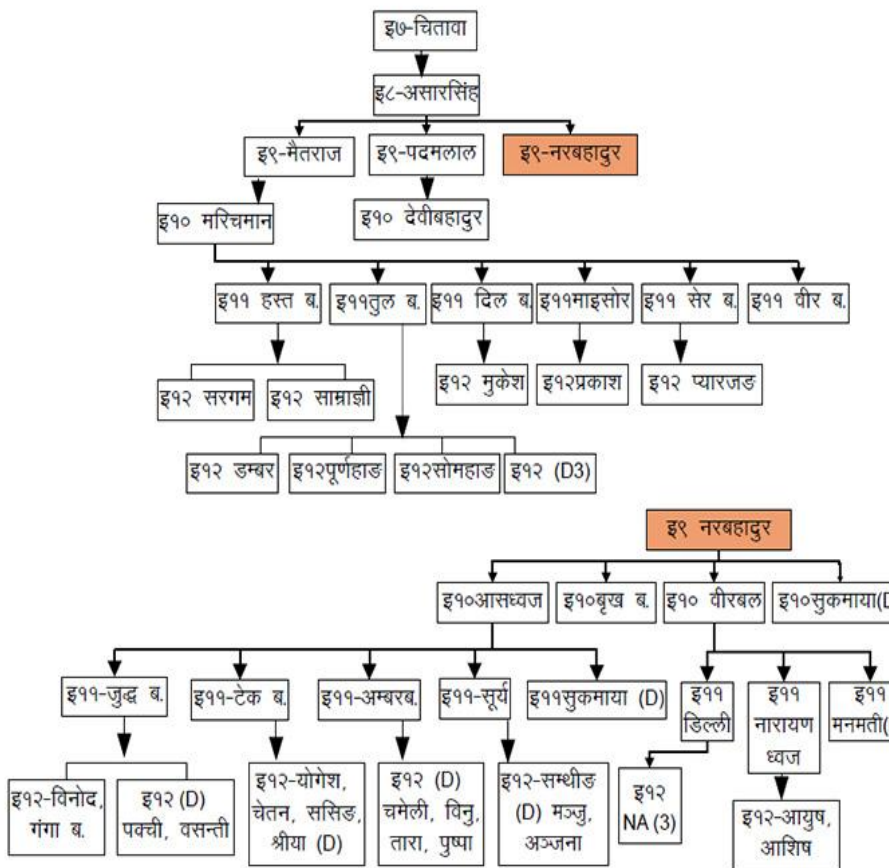 इ७-चितावा
इ८-असारसिंह
इ९-मैतराज इ९-पदमलाल इ९-नरबहादुर
इ१० मरिचमान इ१० देवीबहादुर
इ११ हस्त ब. इ११तुल ब. इ११ दिल ब. इ११माइसोर इ११ सेर ब. इ११ वीर ब.
इ१२ सरगम इ१२ साम्राज्ञी इ१२ मुकेश इ१२प्रकाश इ१२ प्यारजङ
इ१२ डम्बर इ१२पूर्णहाङ इ१२सोमहाङ इ१२ (D3)
इ९ नरबहादुर
इ१०आसध्वज इ१०बृख ब. इ१० वीरबल इ१०सुकमाया(D
इ११-जुद्ध ब. इ११-टेक ब. इ११-अम्बरब. इ११-सूर्य इ११सुकमाया (D)
इ११
डिल्ली
इ११
नारायण
ध्वज
इ११
मनमती(
इ१२-विनोद,
गंगा ब.
इ१२ (D)
पक्ची, वसन्ती
इ१२-योगेश,
चेतन, ससिङ,
श्रीया (D)
इ१२ (D)
चमेली, विनु,
तारा, पुष्पा
इ१२-सम्थीङ
(D) मञ्जु,
अञ्जना
इ१२
NA (3)
इ१२-आयुष,
आशिष